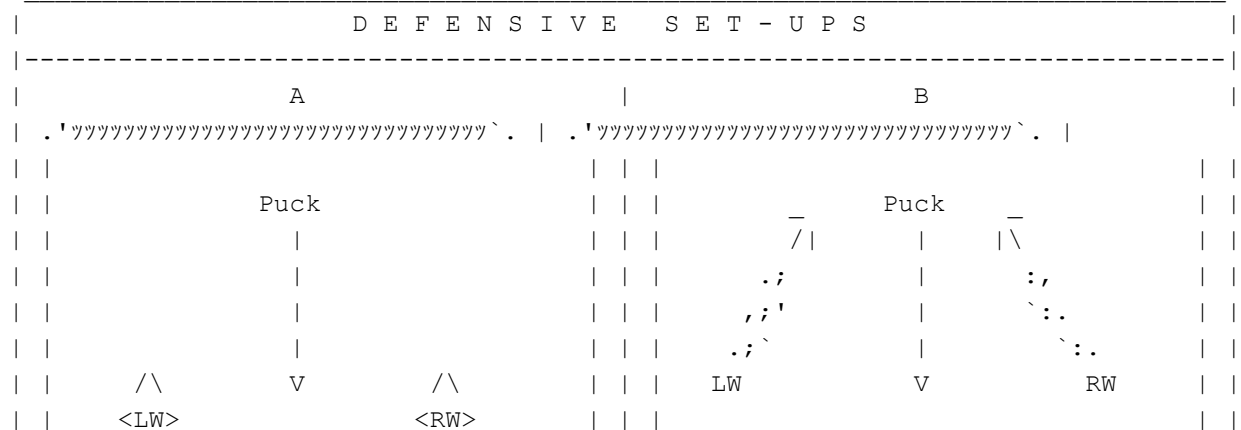 D E F E N S I V E   S E T - U P S
A | B
Puck Puck
LW V RW
V
<LW> <RW>